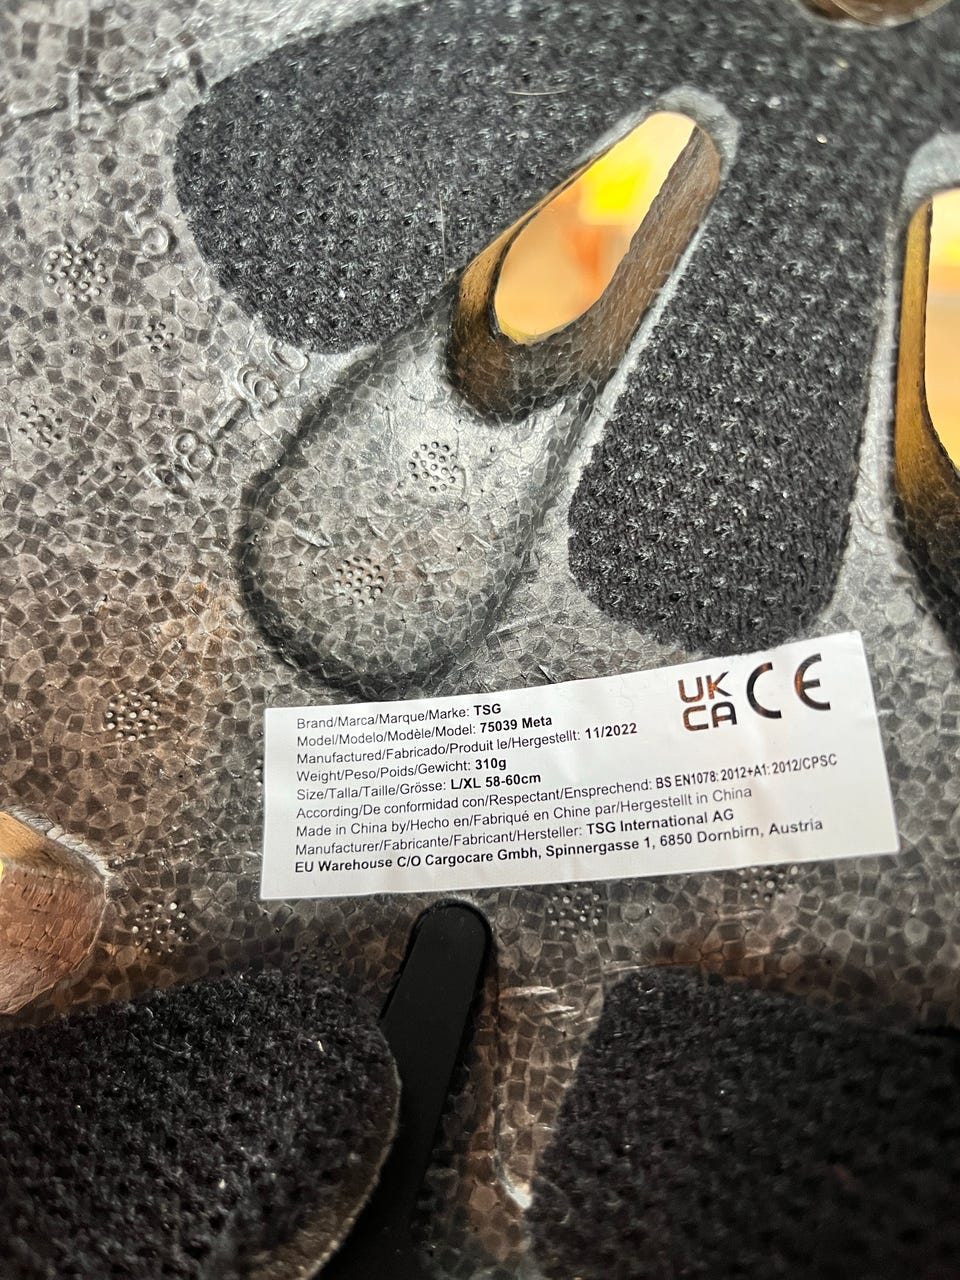 58-60
Brand/Marca/Marque/Marke: TSG
Model/Modelo/Modèle/Model: 75039 Meta
Manufactured/Fabricado/Produit le/Hergestellt: 11/2022
Weight/Peso/Poids/Gewicht: 310g
Size/Talla/Taille/Grösse: L/XL 58-60cm
According/De conformidad con/Respectant/Ensprechend: BS EN1078: 2012+A1: 2012/CPSC
Made in China by/Hecho en/Fabriqué en Chine par/Hergestellt in China
Manufacturer/Fabricante/Fabricant/Hersteller: TSG International AG
EU Warehouse C/O Cargocare Gmbh, Spinnergasse 1, 6850 Dornbirn, Austria
UK
CA
CE